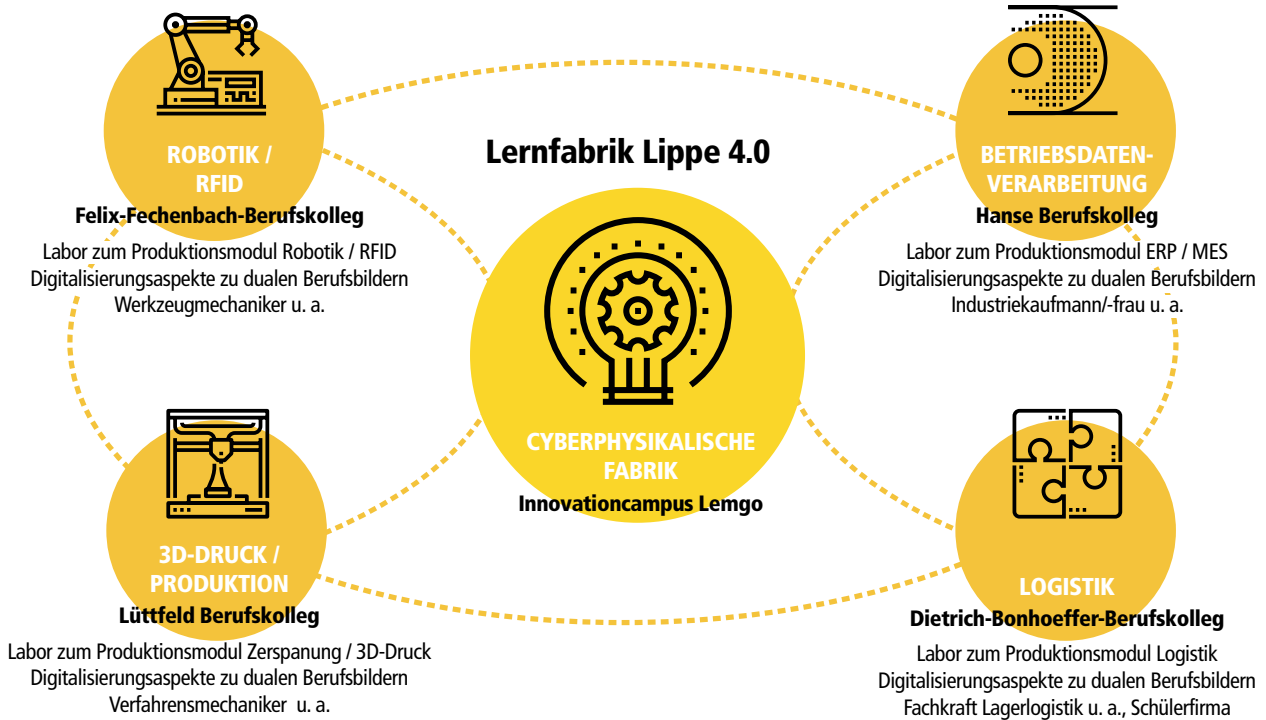 Lernfabrik Lippe 4.0
ROBOTIK /
RFID
Felix-Fechenbach-Berufskolleg
Labor zum Produktionsmodul Robotik / RFID
Digitalisierungsaspekte zu dualen Berufsbildern
Werkzeugmechaniker u. a.
BETRIEBSDATEN-
VERARBEITUNG
Hanse Berufskolleg
Labor zum Produktionsmodul ERP / MES
Digitalisierungsaspekte zu dualen Berufsbildern
Industriekaufmann/-frau u. a.
CYBERPHYSIKALISCHE
FABRIK
Innovationcampus Lemgo
3D-DRUCK /
PRODUKTION
Lüttfeld Berufskolleg
Labor zum Produktionsmodul Zerspanung / 3D-Druck
Digitalisierungsaspekte zu dualen Berufsbildern
Verfahrensmechaniker u. a.
LOGISTIK
Dietrich-Bonhoeffer-Berufskolleg
Labor zum Produktionsmodul Logistik
Digitalisierungsaspekte zu dualen Berufsbildern
Fachkraft Lagerlogistik u. a., Schülerfirma